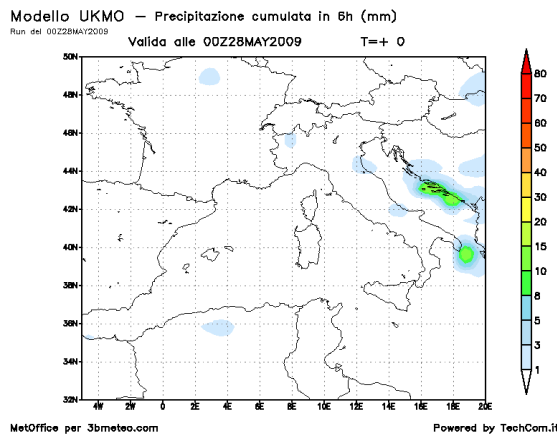 Modello UKMO – Precipitazione cumulata in 6h (mm)
Run del 00Z28MAY2009
Valida alle 00Z28MAY2009 T=+ 0
50N
48N
46N
44N
42N
40N
38N
36N
34N
32N
4W 2W 0 2E 4E 6E 8E 10E 12E 14E 16E 18E 20E
80
70
60
50
40
30
20
15
10
8
5
3
1
MetOffice per 3bmeteo.com Powered by TechCom.it